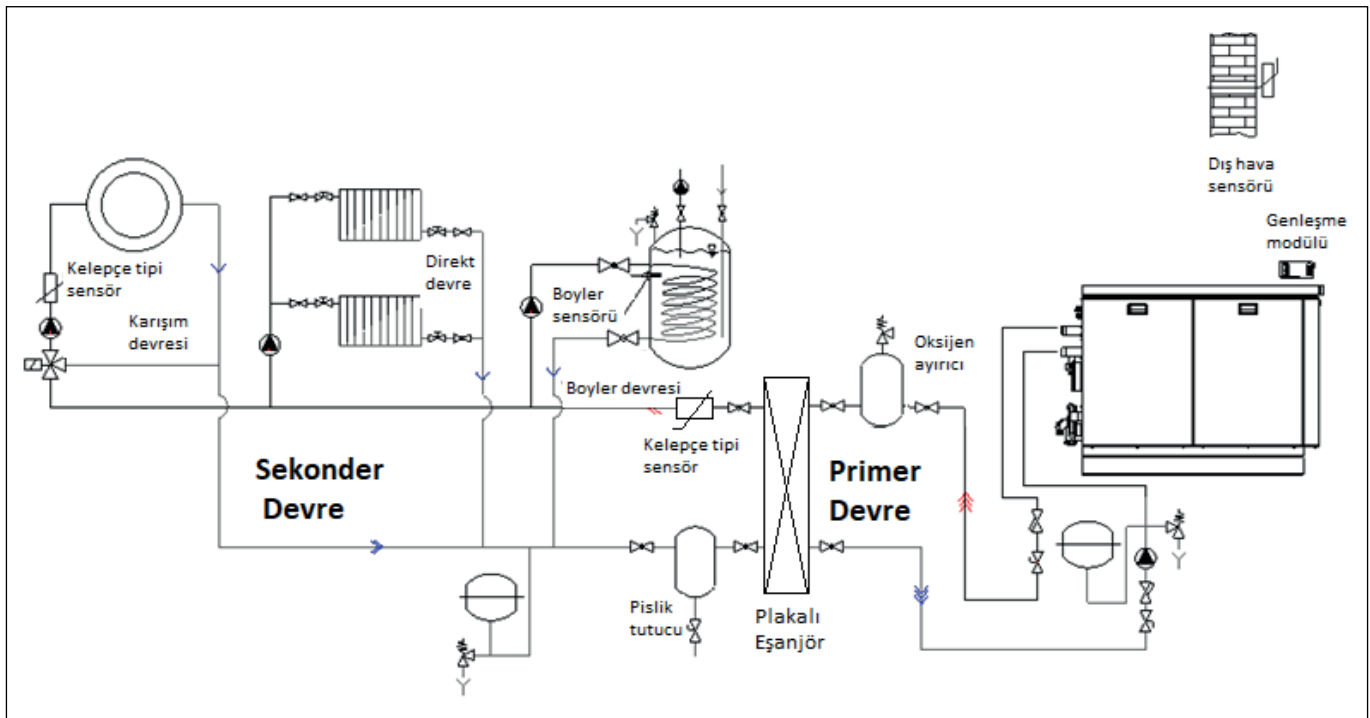 Dış hava
sensörü
Genleşme
modülü
Kelepçe tipi
sensör
Karışım
devresi
Direkt
devre
Boyler
sensörü
Boyler devresi
Oksijen
ayırıcı
Kelepçe tipi
sensör
Sekonder
Devre
Primer
Devre
Pislik
tutucu
Plakalı
Eşanjör